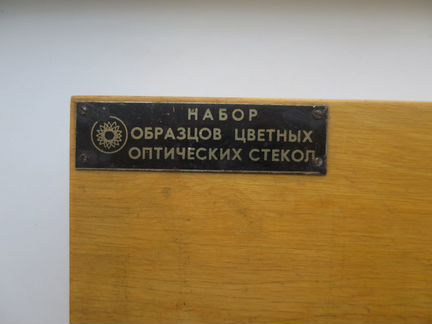 НАБОР
ОБРАЗЦОВ ЦВЕТНЫХ
ОПТИЧЕСКИХ СТЕКОЛ